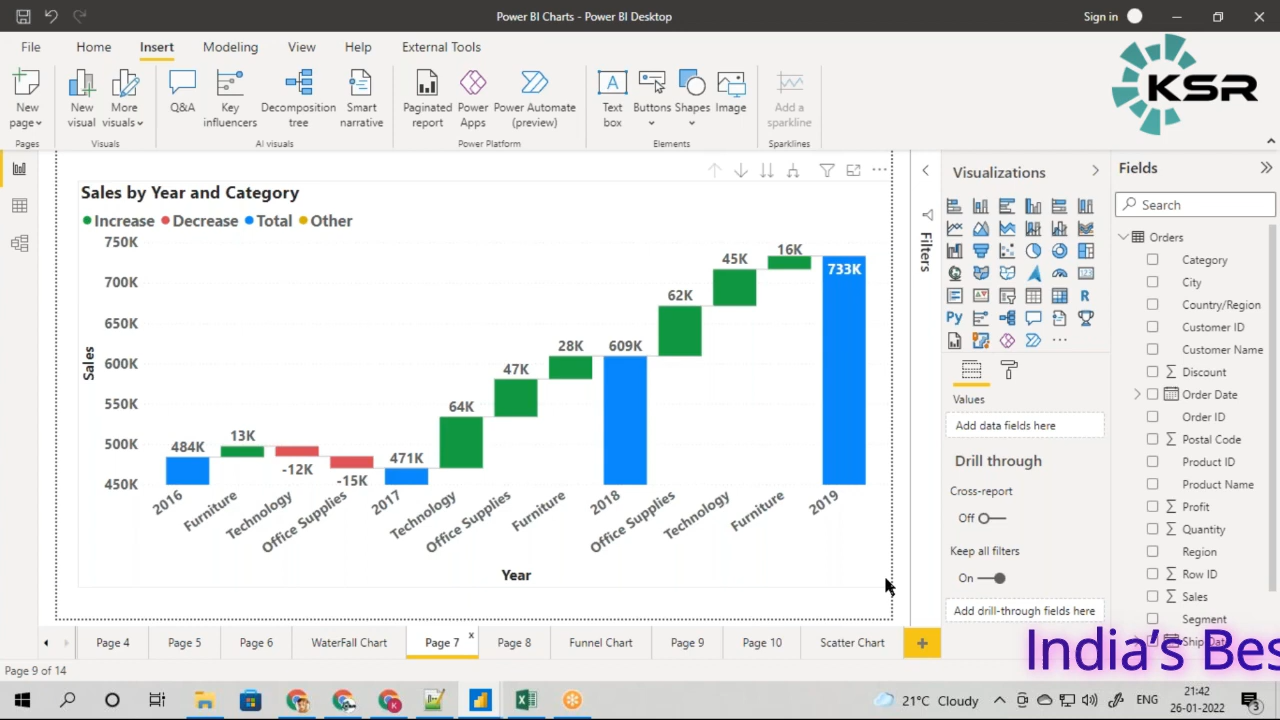 Power BI Charts - Power BI Desktop
Sign in
File Home Insert Modeling View Help External Tools
New page
New visual
More visuals
Q&A
Key influencers
Decomposition tree
Smart narrative
Paginated report
Power Apps
Power Automate (preview)
Text box
Buttons
Shapes
Image
Add a sparkline
Pages Visuals AI visuals Power Platform Elements Sparklines
KSR
Sales by Year and Category
Increase Decrease Total Other
750K
700K
650K
600K
550K
500K
450K
Sales
484K
13K
-12K
-15K
471K
64K
47K
28K
609K
62K
45K
16K
733K
2016
Furniture
Technology
Office Supplies
2017
Technology
Office Supplies
Furniture
2018
Office Supplies
Technology
Furniture
2019
Year
Filters
Visualizations
R
Py
123
Values
Add data fields here
Drill through
Cross-report
Off
Keep all filters
On
Add drill-through fields here
Fields
Search
Orders
Category
City
Country/Region
Customer ID
Customer Name
Discount
Order Date
Order ID
Postal Code
Product ID
Product Name
Profit
Quantity
Region
Row ID
Sales
Segment
India's Bes
Page 4 Page 5 Page 6 WaterFall Chart Page 7 Page 8 Funnel Chart Page 9 Page 10 Scatter Chart
Page 9 of 14
21°C Cloudy
ENG
21:42
26-01-2022
3